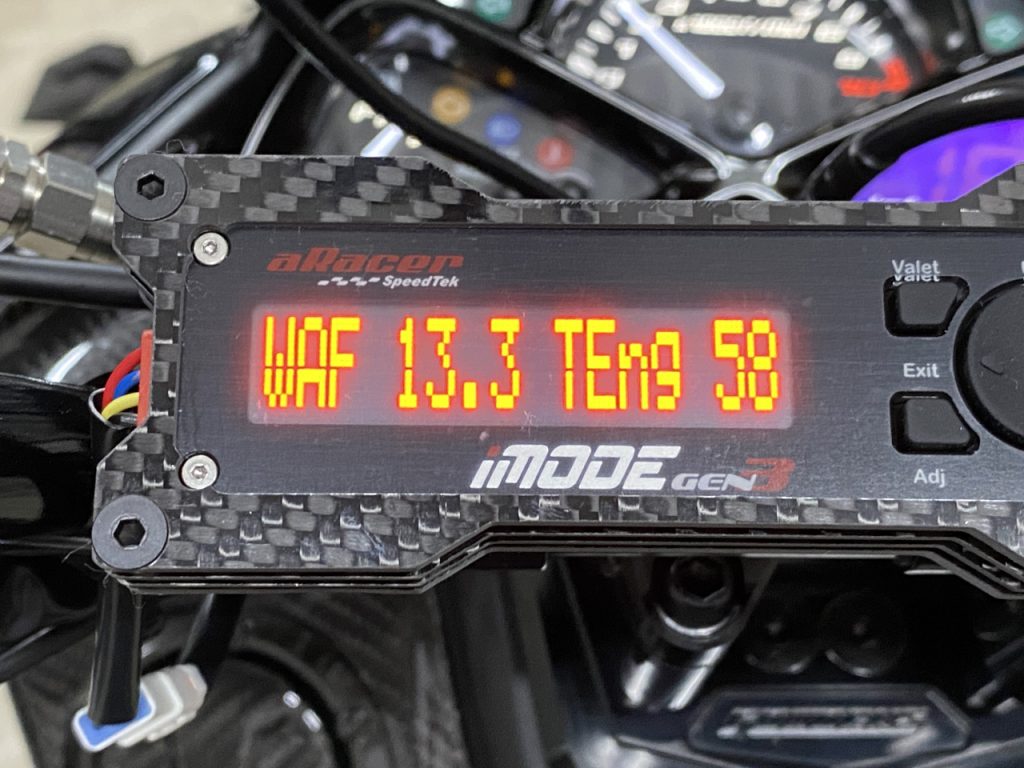 aRacer
SpeedTek
Valet
WAF 13.3 TEng 58
Exit
iMODE GEN3
Adj